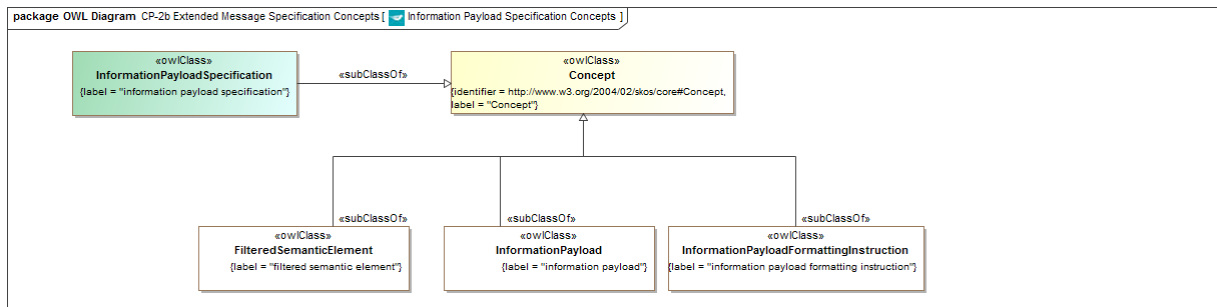 package OWL Diagram CP-2b Extended Message Specification Concepts [ Information Payload Specification Concepts ]
«owlClass»
InformationPayloadSpecification
{label = "information payload specification"}
«subClassOf»
«owlClass»
Concept
{identifier = http://www.w3.org/2004/02/skos/core#Concept,
label = "Concept"}
«subClassOf»
«subClassOf»
«subClassOf»
«owlClass»
FilteredSemanticElement
{label = "filtered semantic element"}
«owlClass»
InformationPayload
{label = "information payload"}
«owlClass»
InformationPayloadFormattingInstruction
{label = "information payload formatting instruction"}